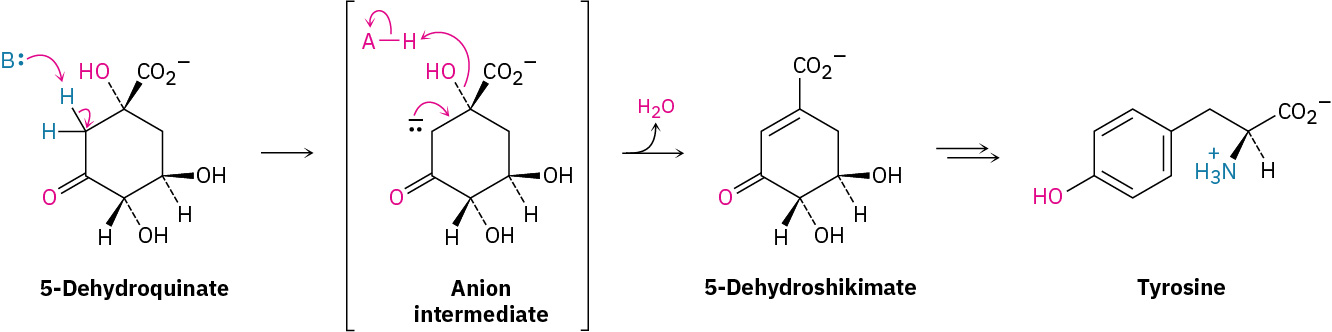 B:
HO
CO2−
H
H
O
OH
H
H
OH
5-Dehydroquinate
A—H
HO
CO2−
−
O
OH
H
H
OH
Anion
intermediate
H2O
CO2−
O
OH
H
H
OH
5-Dehydroshikimate
CO2−
+
H3N
H
HO
Tyrosine